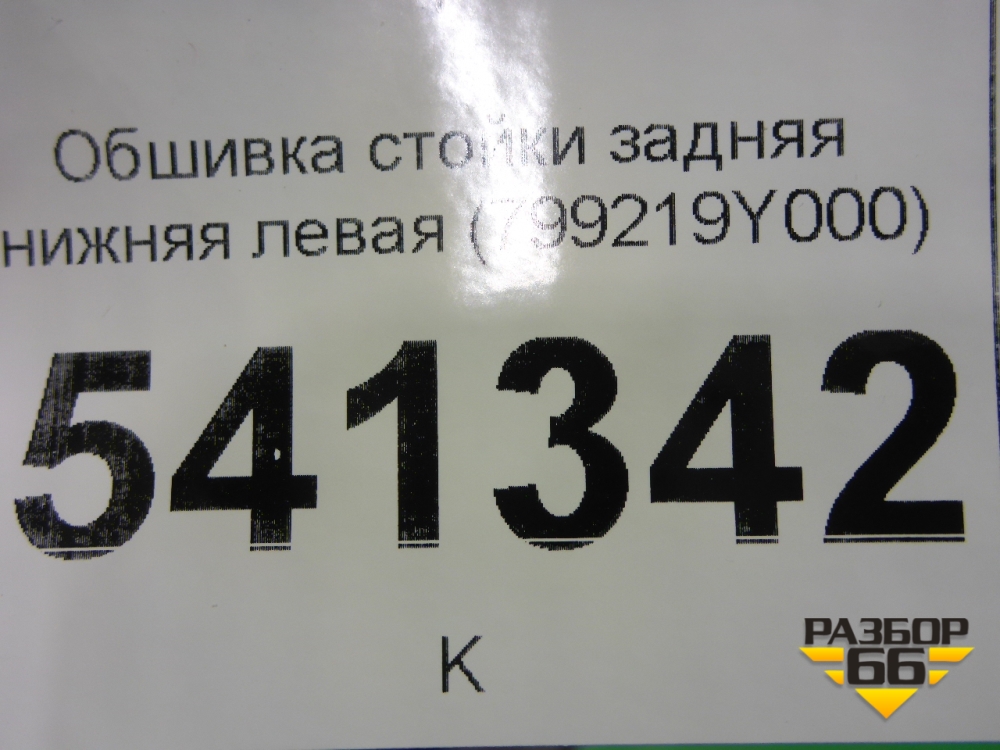 Обшивка стойки задняя
нижняя левая (799219Y000)
541342
К
РАЗБОР
66